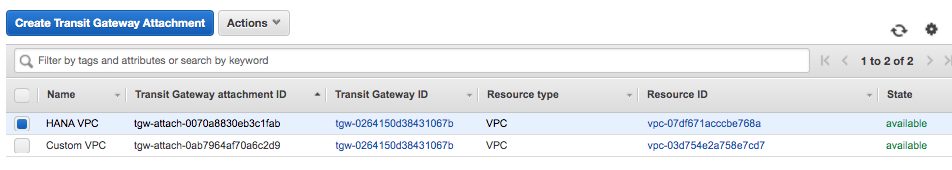 Create Transit Gateway Attachment Actions
Filter by tags and attributes or search by keyword 1 to 2 of 2
Name Transit Gateway attachment ID Transit Gateway ID Resource type Resource ID State
HANA VPC tgw-attach-0070a8830eb3c1fab tgw-0264150d38431067b VPC vpc-07df671acccbe768a available
Custom VPC tgw-attach-0ab7964af70a6c2d9 tgw-0264150d38431067b VPC vpc-03d754e2a758e7cd7 available